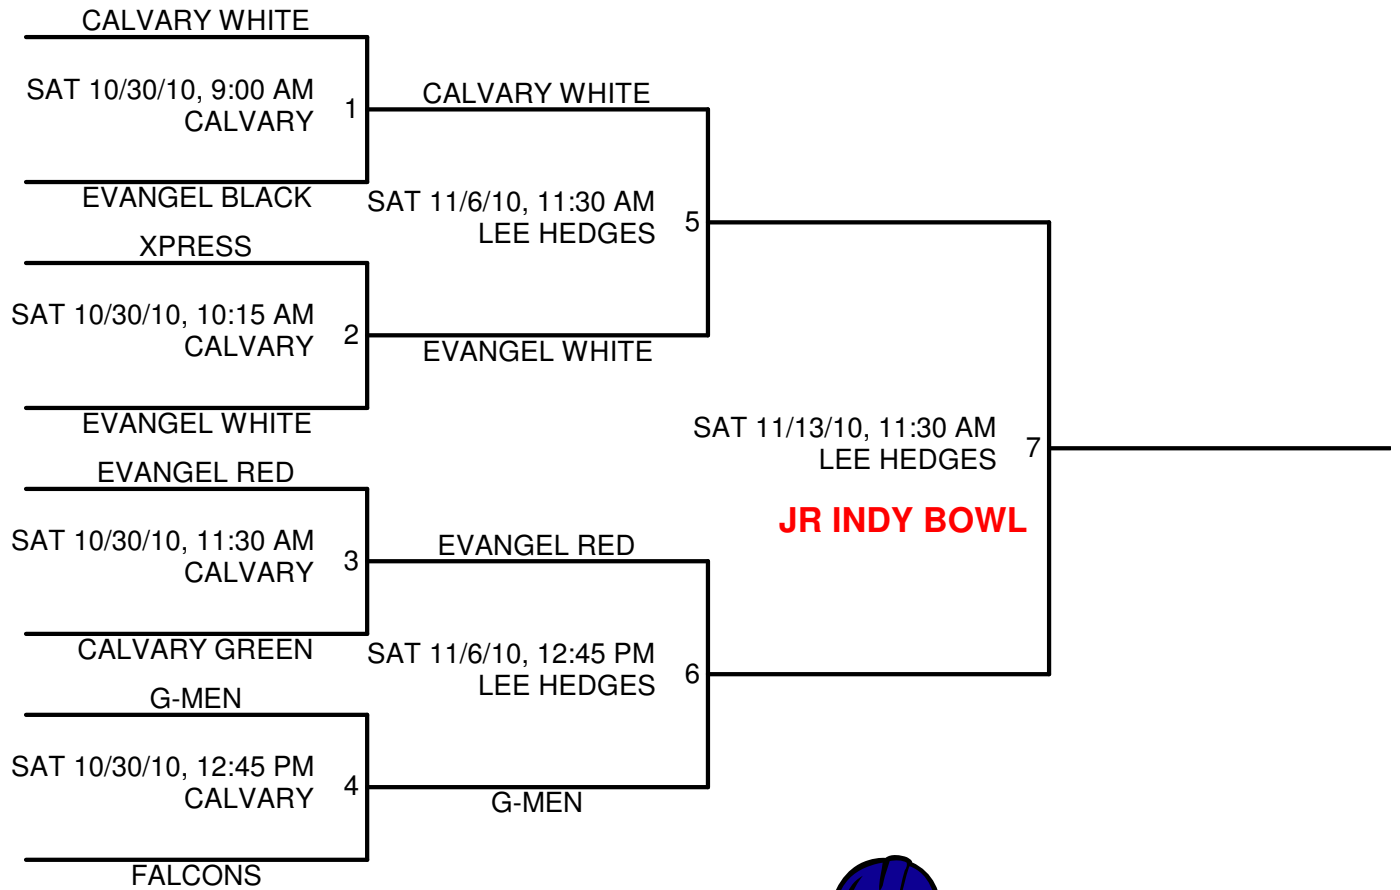 CALVARY WHITE
SAT 10/30/10, 9:00 AM
CALVARY
1
EVANGEL BLACK
XPRESS
SAT 10/30/10, 10:15 AM
CALVARY
2
EVANGEL WHITE
EVANGEL RED
SAT 10/30/10, 11:30 AM
CALVARY
3
CALVARY GREEN
G-MEN
SAT 10/30/10, 12:45 PM
CALVARY
4
FALCONS
CALVARY WHITE
SAT 11/6/10, 11:30 AM
LEE HEDGES
5
EVANGEL WHITE
EVANGEL RED
SAT 11/6/10, 12:45 PM
LEE HEDGES
6
G-MEN
SAT 11/13/10, 11:30 AM
LEE HEDGES
7
JR INDY BOWL